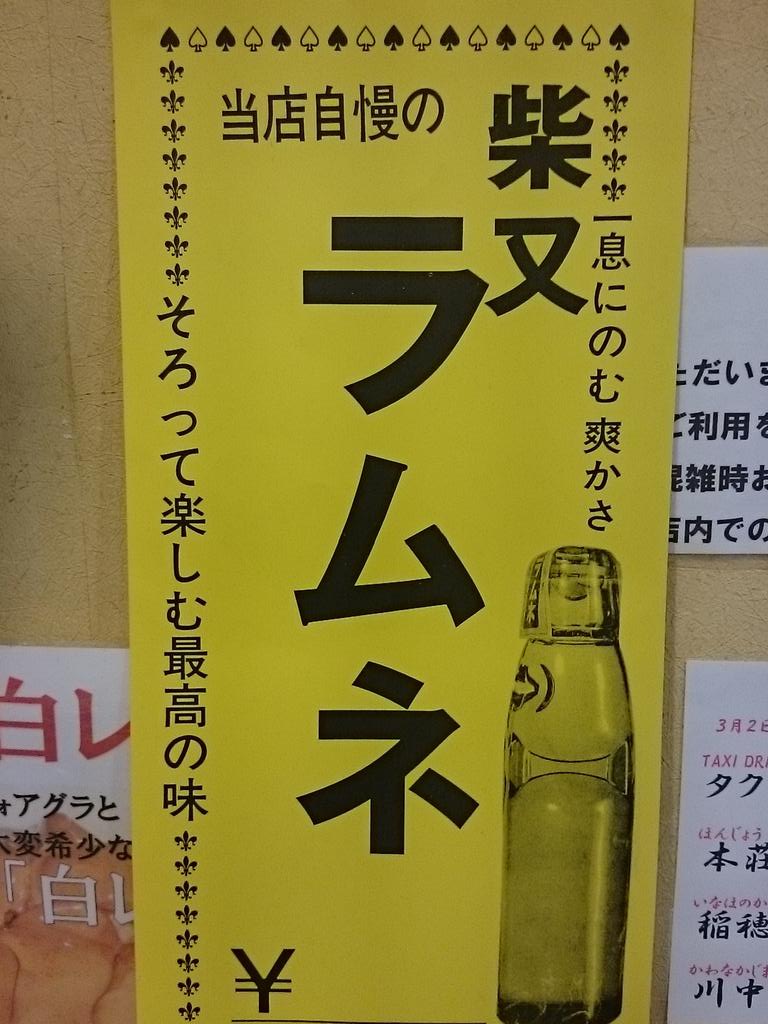 当店自慢の
柴又
ラムネ
一息にのむ爽かさ
そろって楽しむ最高の味
¥
白レ
ォアグラと
大変希少な
「白レ
ただいま
ご利用を
混雑時お
店内での
3月2日
TAXI DRI
タク
ほんじょう
本荘
いなほのか
稲穂
かわなかじま
川中